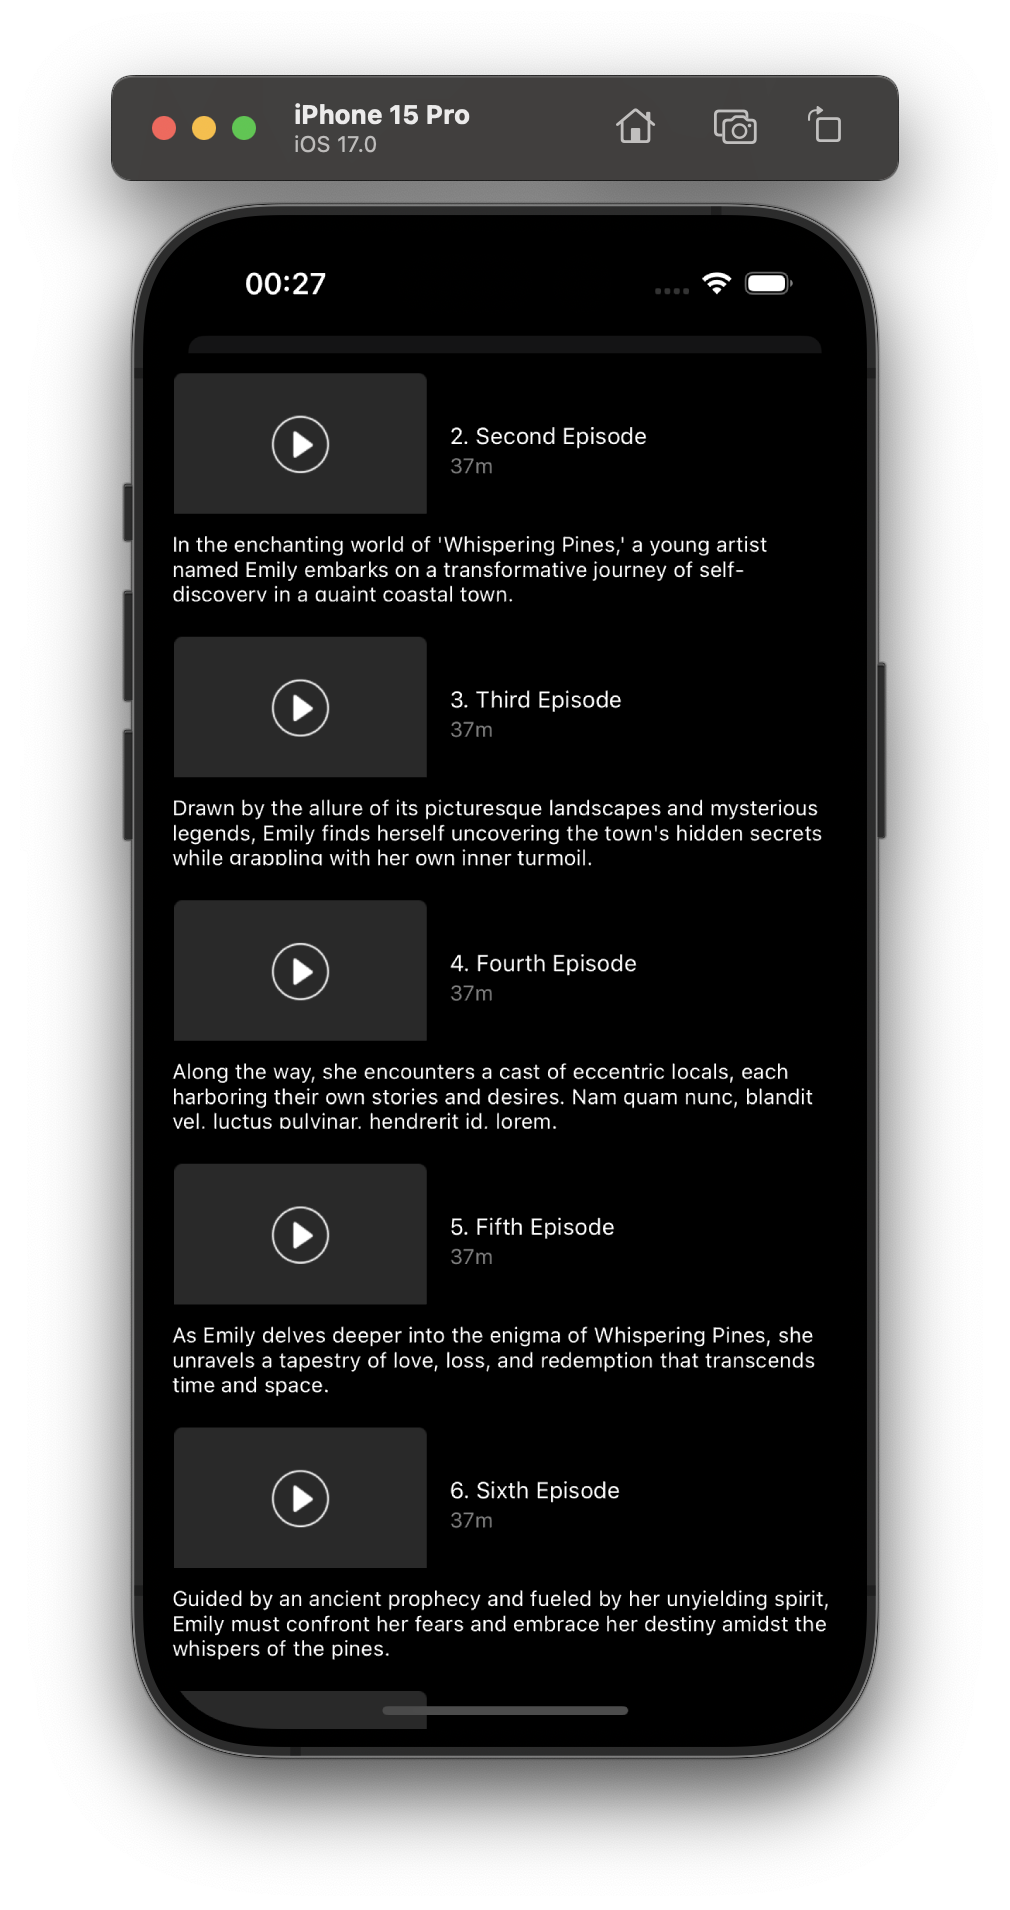 iPhone 15 Pro
iOS 17.0
00:27
2. Second Episode
37m
In the enchanting world of 'Whispering Pines,' a young artist
named Emily embarks on a transformative journey of self-
discovery in a quaint coastal town.
3. Third Episode
37m
Drawn by the allure of its picturesque landscapes and mysterious
legends, Emily finds herself uncovering the town's hidden secrets
while grappling with her own inner turmoil.
4. Fourth Episode
37m
Along the way, she encounters a cast of eccentric locals, each
harboring their own stories and desires. Nam quam nunc, blandit
vel, luctus pulvinar, hendrerit id, lorem.
5. Fifth Episode
37m
As Emily delves deeper into the enigma of Whispering Pines, she
unravels a tapestry of love, loss, and redemption that transcends
time and space.
6. Sixth Episode
37m
Guided by an ancient prophecy and fueled by her unyielding spirit,
Emily must confront her fears and embrace her destiny amidst the
whispers of the pines.